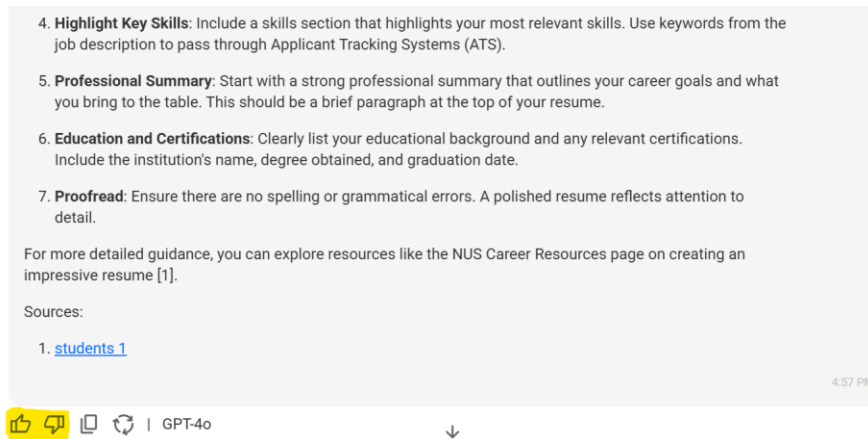 4. Highlight Key Skills: Include a skills section that highlights your most relevant skills. Use keywords from the
job description to pass through Applicant Tracking Systems (ATS).
5. Professional Summary: Start with a strong professional summary that outlines your career goals and what
you bring to the table. This should be a brief paragraph at the top of your resume.
6. Education and Certifications: Clearly list your educational background and any relevant certifications.
Include the institution's name, degree obtained, and graduation date.
7. Proofread: Ensure there are no spelling or grammatical errors. A polished resume reflects attention to
detail.
For more detailed guidance, you can explore resources like the NUS Career Resources page on creating an
impressive resume [1].
Sources:
1. students 1
4:57 PM
| GPT-4o